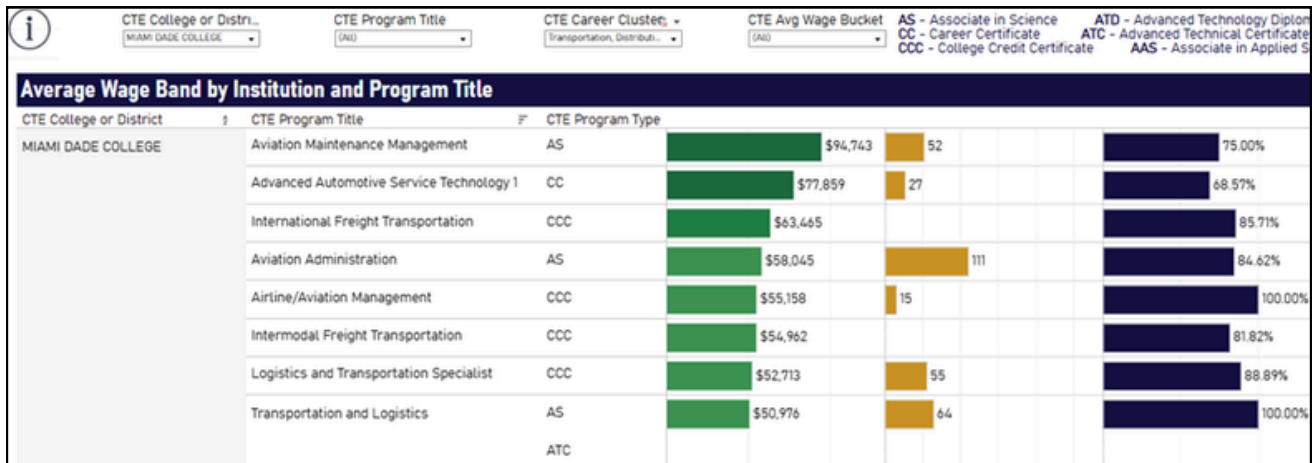 i
CTE College or Distri...
CTE Program Title
CTE Career Cluster
CTE Avg Wage Bucket
MIAMI DADE COLLEGE
(All)
Transportation, Distributi...
(All)
AS - Associate in Science
CC - Career Certificate
CCC - College Credit Certificate
ATD - Advanced Technology Diplom
ATC - Advanced Technical Certificate
AAS - Associate in Applied S
Average Wage Band by Institution and Program Title
CTE College or District CTE Program Title CTE Program Type
MIAMI DADE COLLEGE Aviation Maintenance Management AS $94,743 52 75.00%
Advanced Automotive Service Technology 1 CC $77,859 27 68.57%
International Freight Transportation CCC $63,465 85.71%
Aviation Administration AS $58,045 111 84.62%
Airline/Aviation Management CCC $55,158 15 100.00%
Intermodal Freight Transportation CCC $54,962 81.82%
Logistics and Transportation Specialist CCC $52,713 55 88.89%
Transportation and Logistics AS $50,976 64 100.00%
ATC